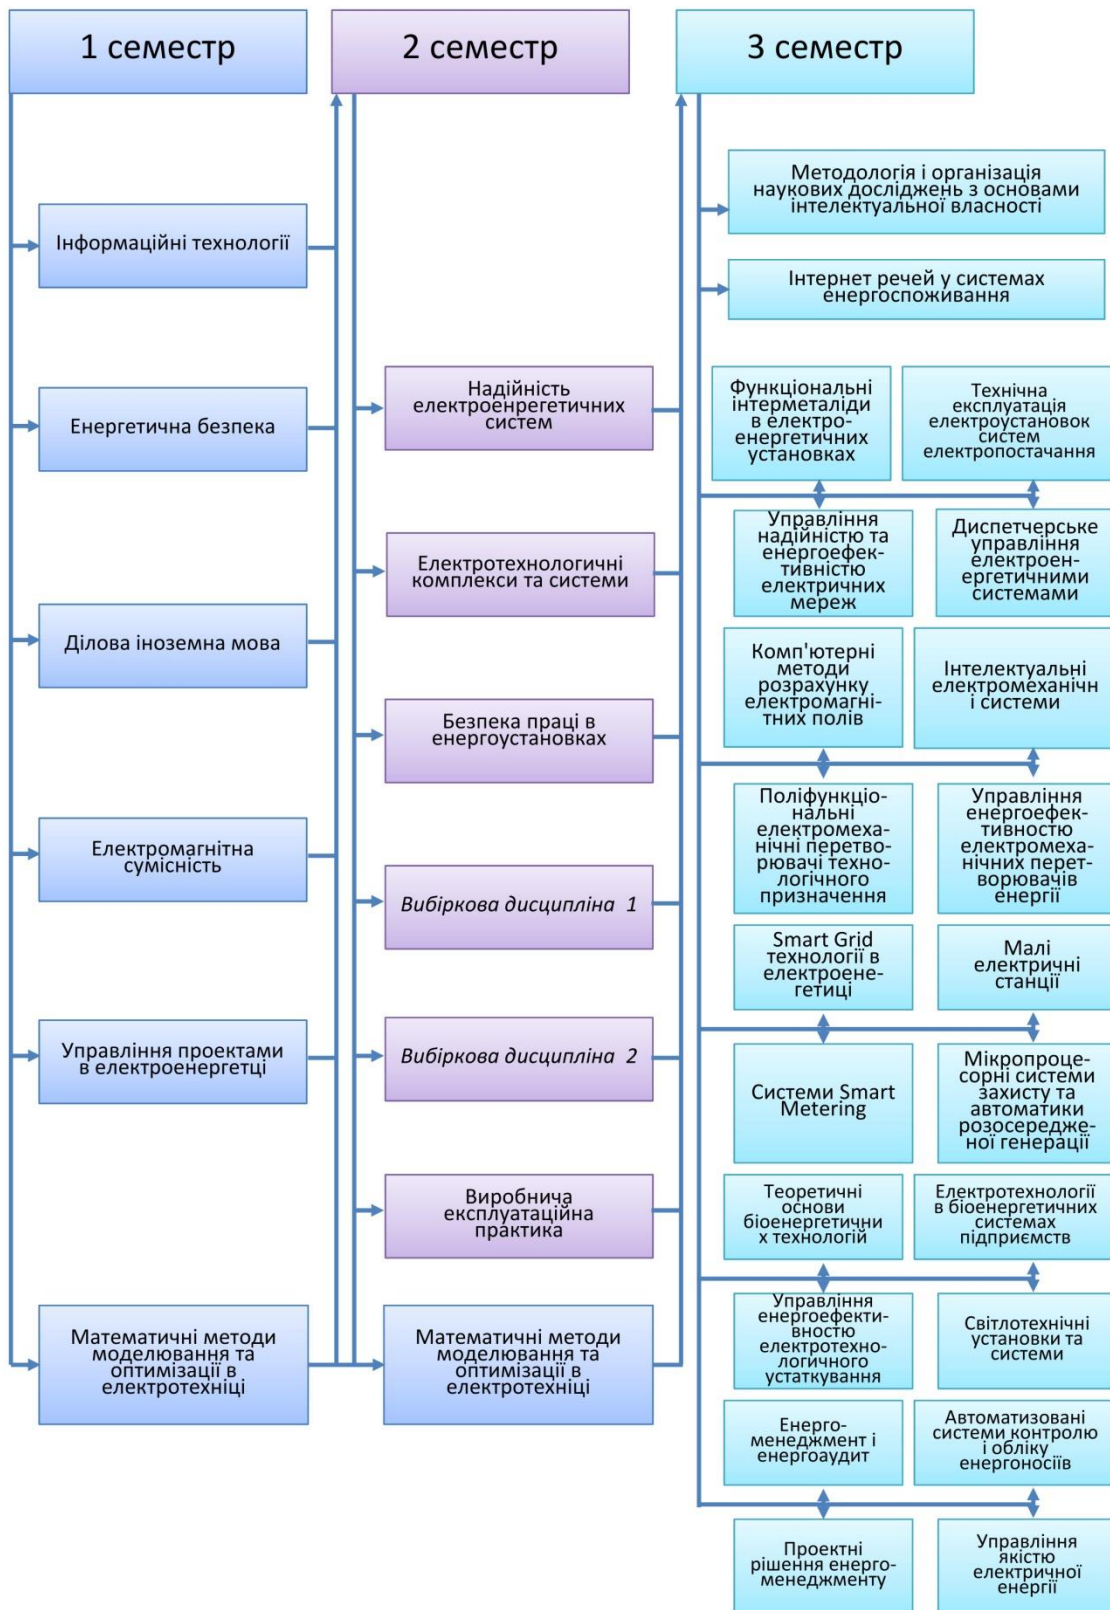 1 семестр
2 семестр
3 семестр
Інформаційні технології
Енергетична безпека
Ділова іноземна мова
Електромагнітна
сумісність
Управління проектами
в електроенергетці
Математичні методи
моделювання та
оптимізації в
електротехніці
Надійність
електроенрегетичних
систем
Електротехнологичні
комплекси та системи
Безпека праці в
енергоустановках
Вибіркова дисципліна 1
Вибіркова дисципліна 2
Виробнича
експлуатаційна
практика
Математичні методи
моделювання та
оптимізації в
електротехніці
Методологія і організація
наукових досліджень з основами
інтелектуальної власності
Інтернет речей у системах
енергоспоживання
Функціональні
інтерметаліди
в електро-
енергетичних
установках
Технічна
експлуатація
електроустановок
систем
електропостачання
Управління
надійністю та
енергоефек-
тивністю
електричних
мереж
Диспетчерське
управління
електроен-
ергетичними
системами
Комп'ютерні
методи
розрахунку
електромагні-
тних полів
Інтелектуальні
електромеханічн
і системи
Поліфункціо-
нальні
електромеха-
нічні перетво-
рювачі техно-
логічного
призначення
Управління
енергоефек-
тивностю
електромеха-
нічних перет-
ворювачів
енергії
Smart Grid
технології в
електроене-
гетиці
Малі
електричні
станції
Системи Smart
Metering
Мікропроце-
сорні системи
захисту та
автоматики
розосередже-
ної генерації
Теоретичні
основи
біоенергетични
х технологій
Електротехнології
в біоенергетичних
системах
підприємств
Управління
енергоефекти-
вностю
електротехно-
логичного
устаткування
Світлотехнічні
установки та
системи
Енерго-
менеджмент і
енергоаудит
Автоматизовані
системи контролю
і обліку
енергоносіїв
Проектні
рішення енерго-
менеджменту
Управління
якістю
електричної
енергії